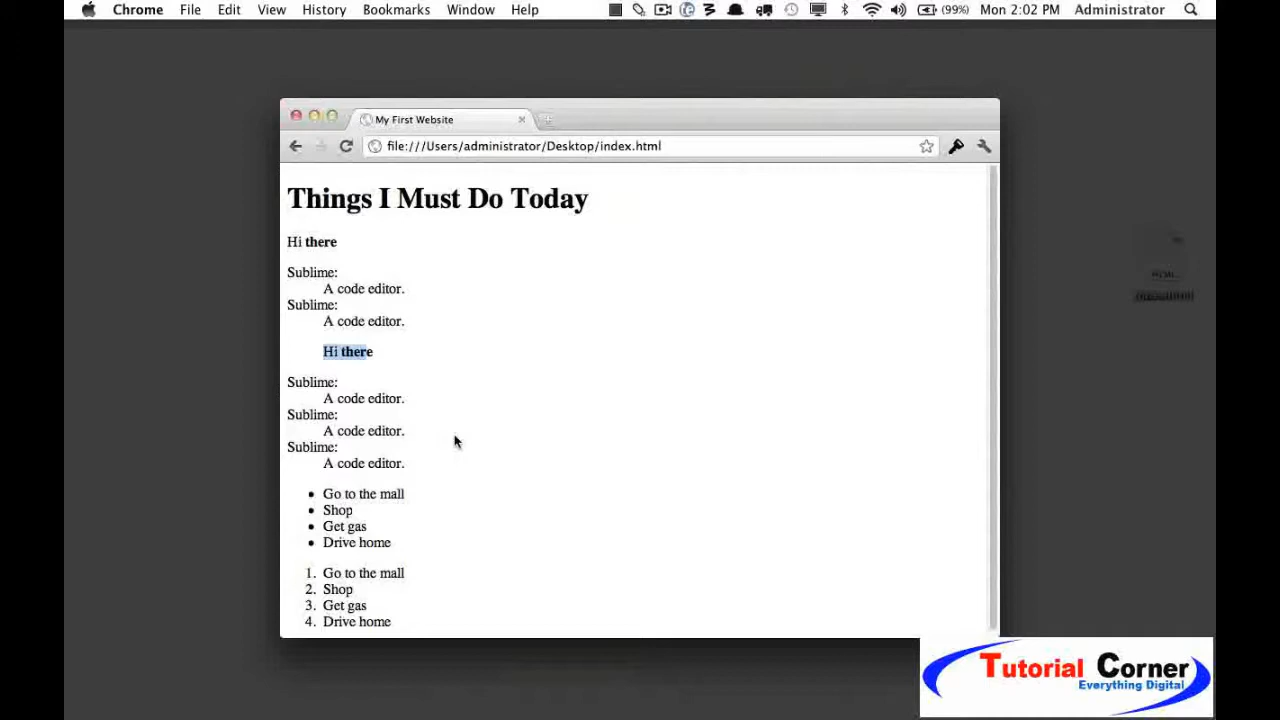 Chrome File Edit View History Bookmarks Window Help (99%) Mon 2:02 PM Administrator
My First Website
file:///Users/administrator/Desktop/index.html
Things I Must Do Today
Hi there
Sublime:
A code editor.
Sublime:
A code editor.
Hi there
Sublime:
A code editor.
Sublime:
A code editor.
Sublime:
A code editor.
• Go to the mall
• Shop
• Get gas
• Drive home
1. Go to the mall
2. Shop
3. Get gas
4. Drive home
Tutorial Corner
Everything Digital